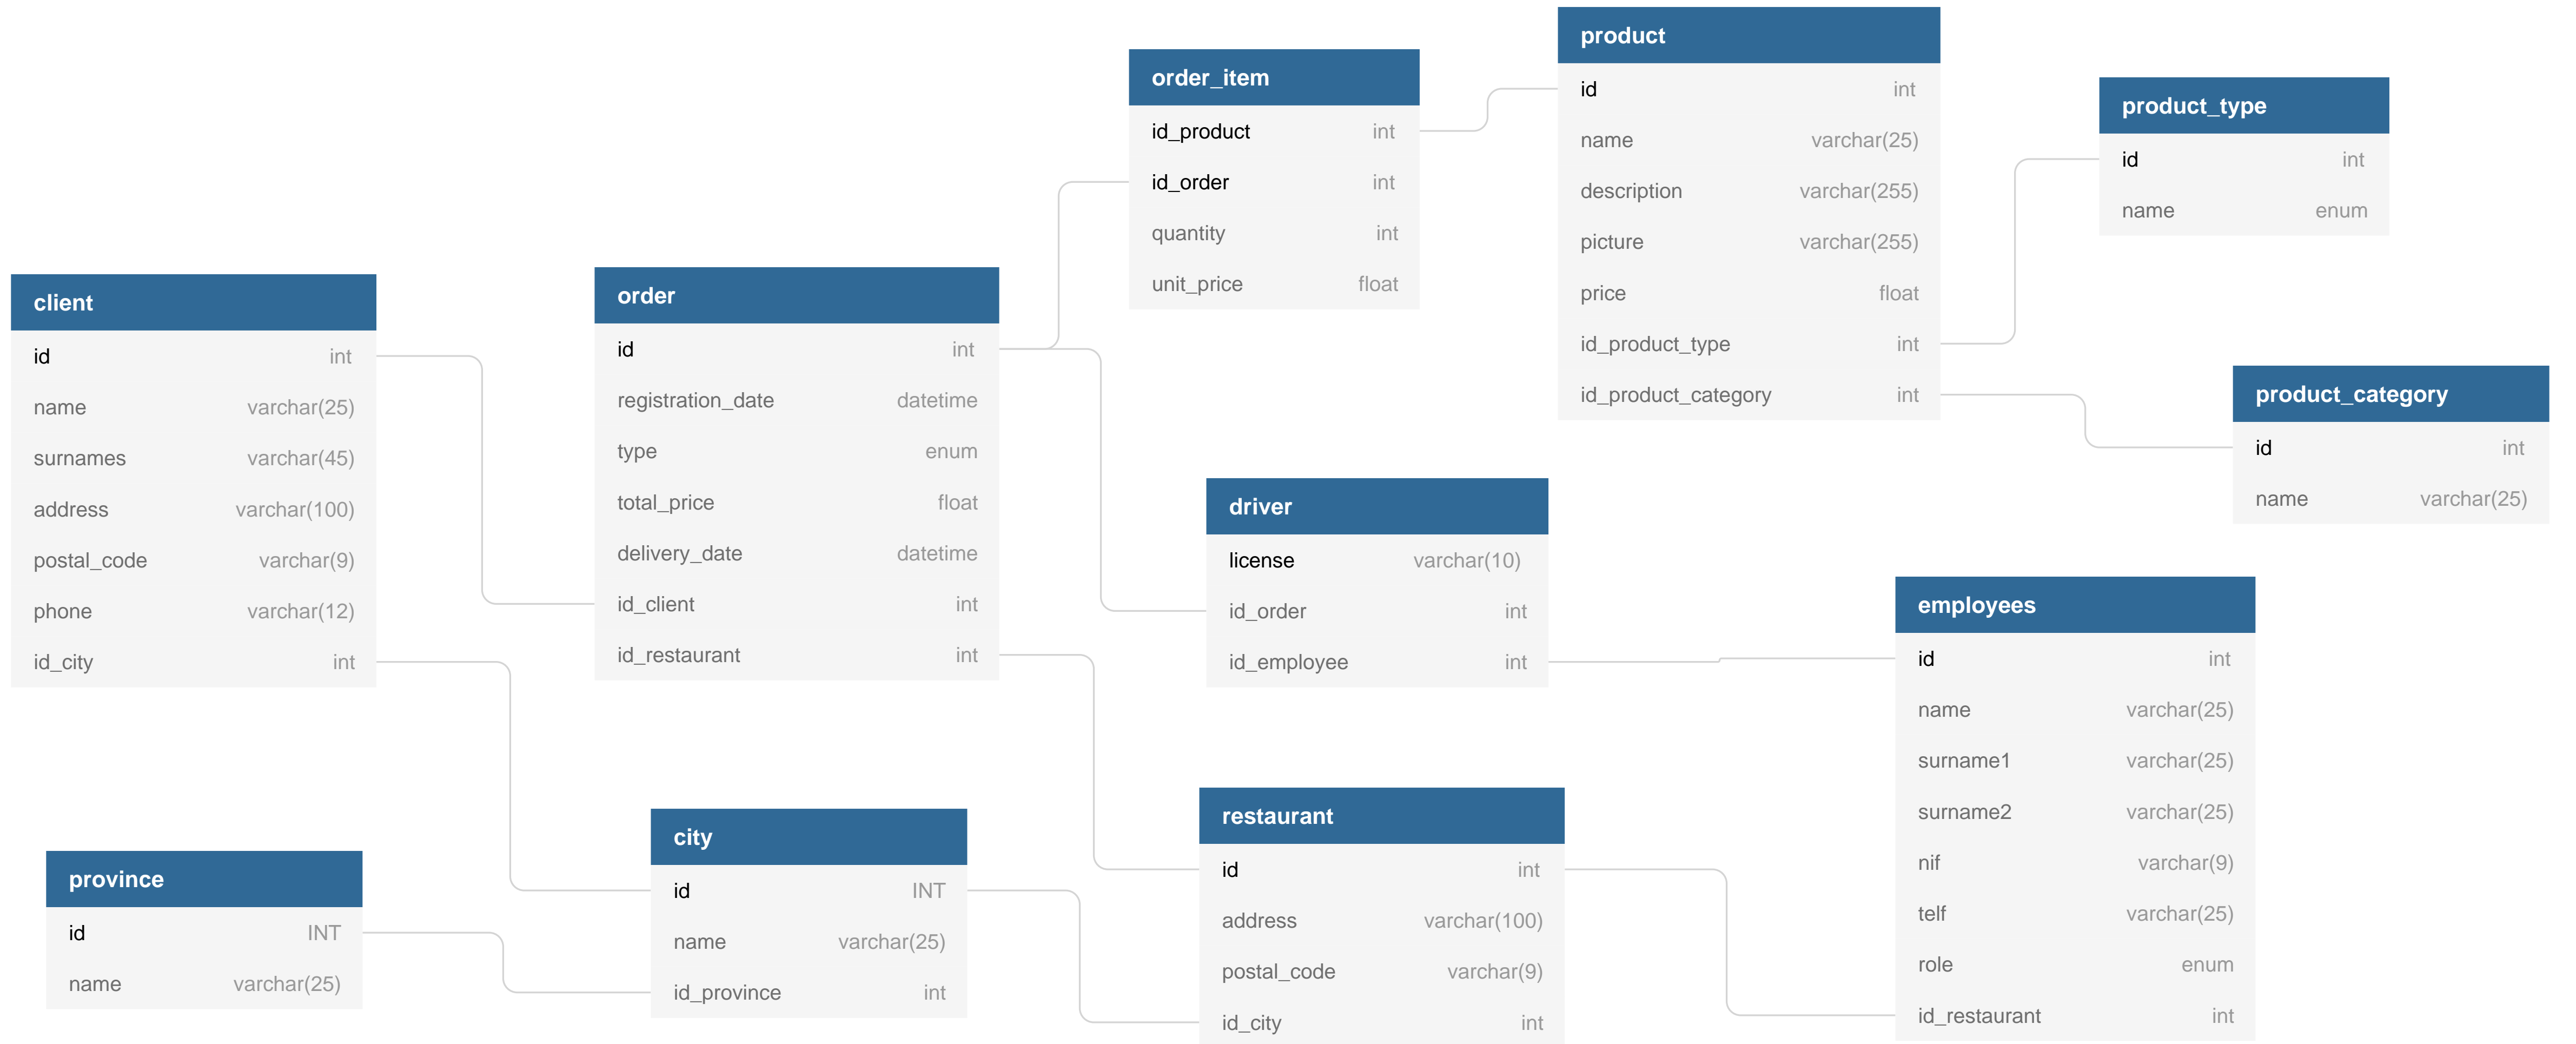 product
id int
name varchar(25)
description varchar(255)
picture varchar(255)
price float
id_product_type int
id_product_category int
order_item
id_product int
id_order int
quantity int
unit_price float
product_type
id int
name enum
client
id int
name varchar(25)
surnames varchar(45)
address varchar(100)
postal_code varchar(9)
phone varchar(12)
id_city int
order
id int
registration_date datetime
type enum
total_price float
delivery_date datetime
id_client int
id_restaurant int
product_category
id int
name varchar(25)
driver
license varchar(10)
id_order int
id_employee int
employees
id int
name varchar(25)
surname1 varchar(25)
surname2 varchar(25)
nif varchar(9)
telf varchar(25)
role enum
id_restaurant int
province
id INT
name varchar(25)
city
id INT
name varchar(25)
id_province int
restaurant
id int
address varchar(100)
postal_code varchar(9)
id_city int